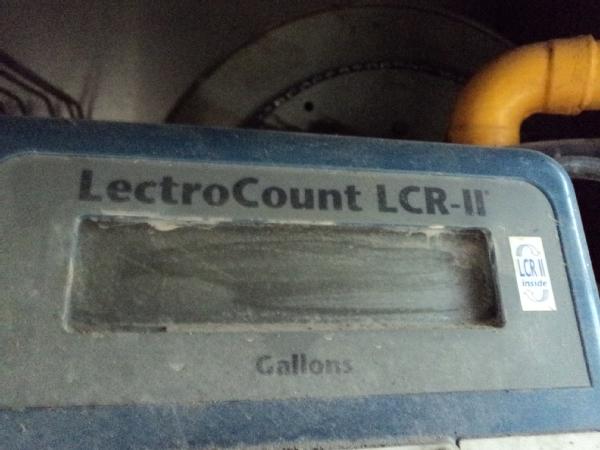 LectroCount LCR-II
LCR II
inside
Gallons